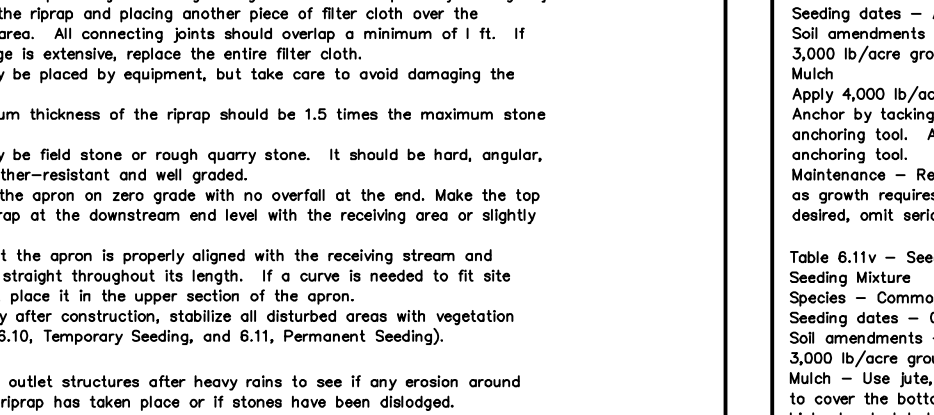 the riprap and placing another piece of filter cloth over the
area. All connecting joints should overlap a minimum of 1 ft. If
ge is extensive, replace the entire filter cloth.
y be placed by equipment, but take care to avoid damaging the
um thickness of the riprap should be 1.5 times the maximum stone
y be field stone or rough quarry stone. It should be hard, angular,
ther-resistant and well graded.
the apron on zero grade with no overfall at the end. Make the top
rap at the downstream end level with the receiving area or slightly
t the apron is properly aligned with the receiving stream and
straight throughout its length. If a curve is needed to fit site
place it in the upper section of the apron.
y after construction, stabilize all disturbed areas with vegetation
6.10, Temporary Seeding, and 6.11, Permanent Seeding).
outlet structures after heavy rains to see if any erosion around
riprap has taken place or if stones have been dislodged.
Seeding dates –
Soil amendments
3,000 lb/acre gro
Mulch
Apply 4,000 lb/ac
Anchor by tacking
anchoring tool. A
anchoring tool.
Maintenance – Re
as growth requires
desired, omit seri
Table 6.11v – See
Seeding Mixture
Species – Commo
Seeding dates –
Soil amendments
3,000 lb/acre grou
Mulch – Use jute,
to cover the botto